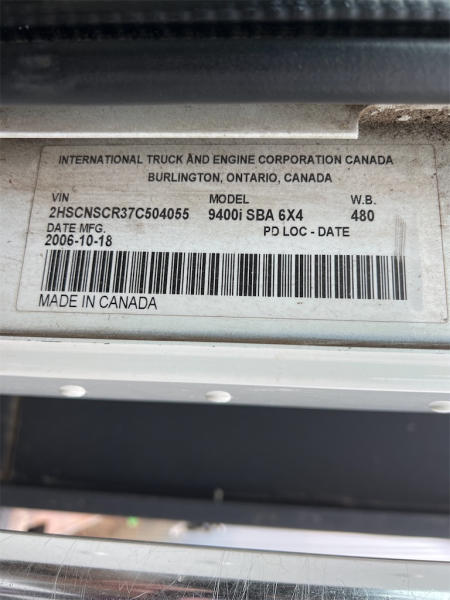 INTERNATIONAL TRUCK AND ENGINE CORPORATION CANADA
BURLINGTON, ONTARIO, CANADA
VIN MODEL W.B.
2HSCNSCR37C504055 9400i SBA 6X4 480
DATE MFG. PD LOC - DATE
2006-10-18
MADE IN CANADA